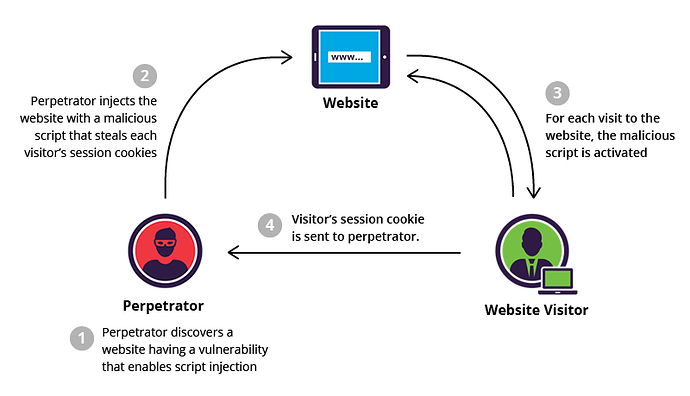 www...
Website
2
Perpetrator injects the
website with a malicious
script that steals each
visitor's session cookies
3
For each visit to the
website, the malicious
script is activated
4
Visitor's session cookie
is sent to perpetrator.
Perpetrator
Website Visitor
1
Perpetrator discovers a
website having a vulnerability
that enables script injection